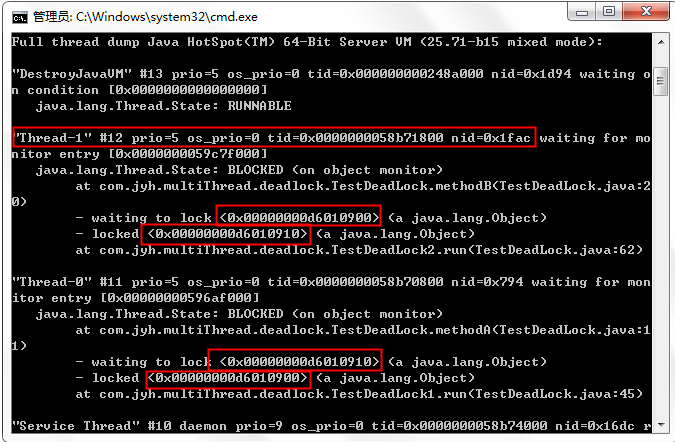 管理员: C:\Windows\system32\cmd.exe
Full thread dump Java HotSpot(TM) 64-Bit Server VM (25.71-b15 mixed mode):
"DestroyJavaVM" #13 prio=5 os_prio=0 tid=0x000000000248a000 nid=0x1d94 waiting o
n condition [0x0000000000000000]
java.lang.Thread.State: RUNNABLE
"Thread-1" #12 prio=5 os_prio=0 tid=0x0000000058b71800 nid=0x1fac waiting for mo
nitor entry [0x0000000059c7f000]
java.lang.Thread.State: BLOCKED (on object monitor)
at com.jyh.multiThread.deadlock.TestDeadLock.methodB(TestDeadLock.java:2
0)
- waiting to lock <0x00000000d6010900> (a java.lang.Object)
- locked <0x00000000d6010910> (a java.lang.Object)
at com.jyh.multiThread.deadlock.TestDeadLock2.run(TestDeadLock.java:62)
"Thread-0" #11 prio=5 os_prio=0 tid=0x0000000058b70800 nid=0x794 waiting for mon
itor entry [0x00000000596af000]
java.lang.Thread.State: BLOCKED (on object monitor)
at com.jyh.multiThread.deadlock.TestDeadLock.methodA(TestDeadLock.java:1
1)
- waiting to lock <0x00000000d6010910> (a java.lang.Object)
- locked <0x00000000d6010900> (a java.lang.Object)
at com.jyh.multiThread.deadlock.TestDeadLock1.run(TestDeadLock.java:45)
"Service Thread" #10 daemon prio=9 os_prio=0 tid=0x0000000058b74000 nid=0x16dc r